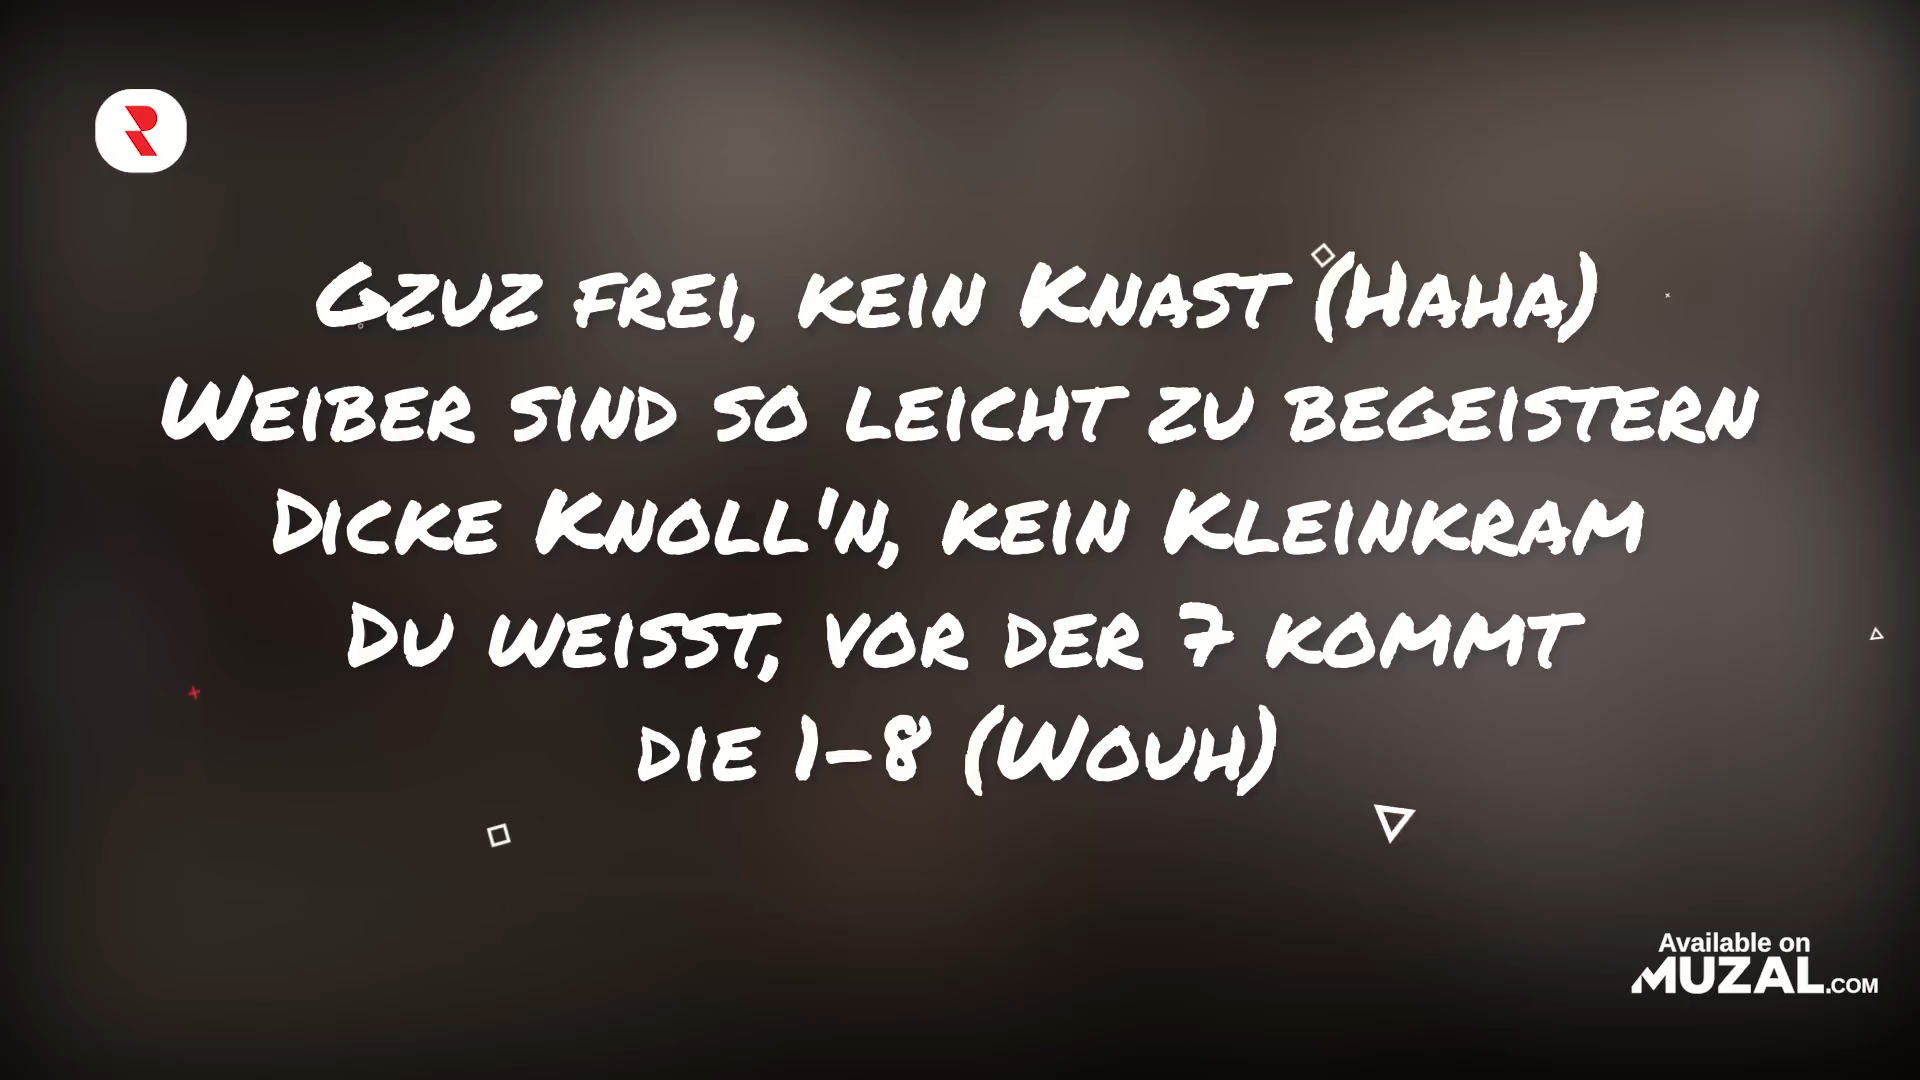 R
Gzuz frei, kein Knast (Haha)
Weiber sind so leicht zu begeistern
Dicke Knoll'n, kein Kleinkram
Du weisst, vor der 7 kommt
die 1-8 (Wouh)
Available on
MUZAL.COM